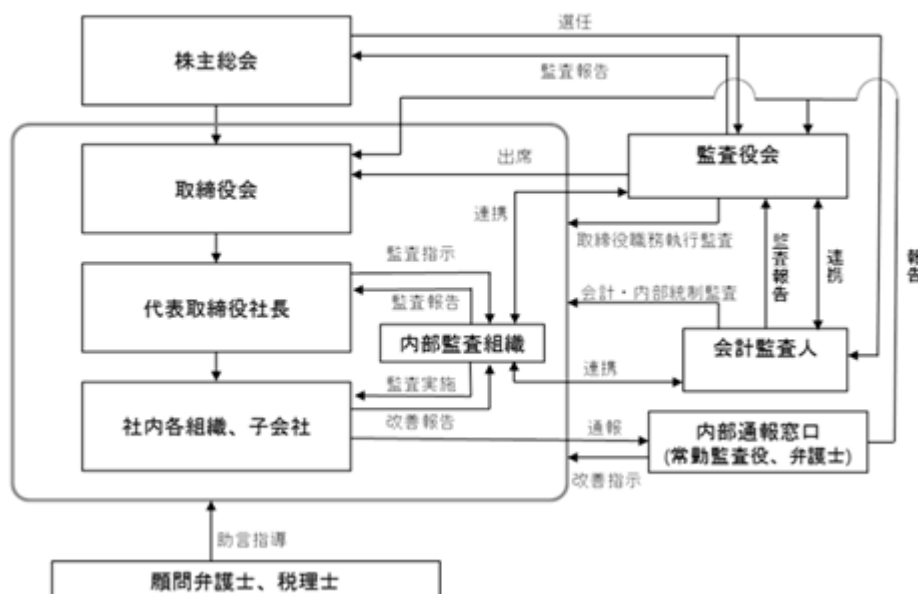 選任
株主総会
監査報告
監査役会
出席
取締役会
連携
取締役職務執行監査
監査報告
連携
報告
監査指示
会計・内部統制監査
代表取締役社長
監査報告
内部監査組織
会計監査人
連携
監査実施
社内各組織、子会社
改善報告
通報
内部通報窓口
(常勤監査役、弁護士)
改善指示
助言指導
顧問弁護士、税理士